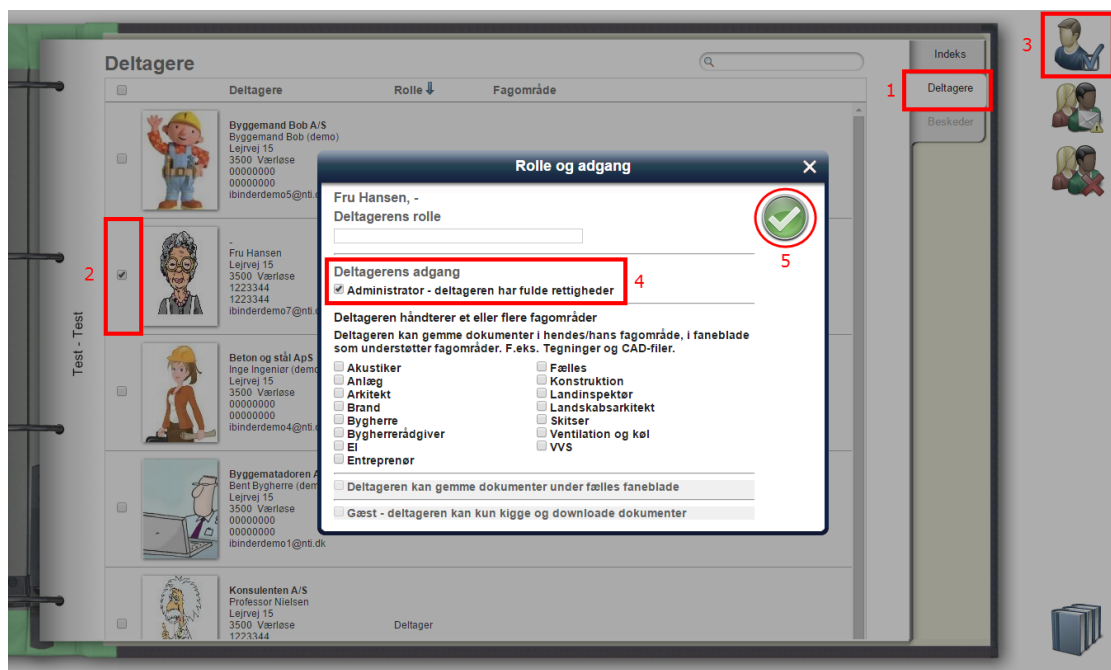 Deltagere
Indeks
3
Deltagere
Rolle
Fagområde
1
Deltagere
Beskeder
Byggemand Bob A/S
Byggemand Bob (demo)
Lejrvej 15
3500 Værløse
00000000
00000000
ibinderdemo5@nti.
2
-
Fru Hansen
Lejrvej 15
3500 Værløse
1223344
1223344
ibinderdemo7@nti.
Test - Test
Beton og stål ApS
Inge Ingeniør (demo
Lejrvej 15
3500 Værløse
00000000
00000000
ibinderdemo4@nti.
Byggematadoren A
Bent Bygherre (dem
Lejrvej 15
3500 Værløse
00000000
00000000
ibinderdemo1@nti.dk
Konsulenten A/S
Professor Nielsen
Lejrvej 15
3500 Værløse
Deltager
1223344
Rolle og adgang
Fru Hansen, -
Deltagerens rolle
5
Deltagerens adgang
4
Administrator - deltageren har fulde rettigheder
Deltageren håndterer et eller flere fagområder
Deltageren kan gemme dokumenter i hendes/hans fagområde, i faneblade
som understøtter fagområder. F.eks. Tegninger og CAD-filer.
Akustiker
Anlæg
Arkitekt
Brand
Bygherre
Bygherrerådgiver
El
Entreprenør
Fælles
Konstruktion
Landinspektør
Landskabsarkitekt
Skitser
Ventilation og køl
VVS
Deltageren kan gemme dokumenter under fælles faneblade
Gæst - deltageren kan kun kigge og downloade dokumenter